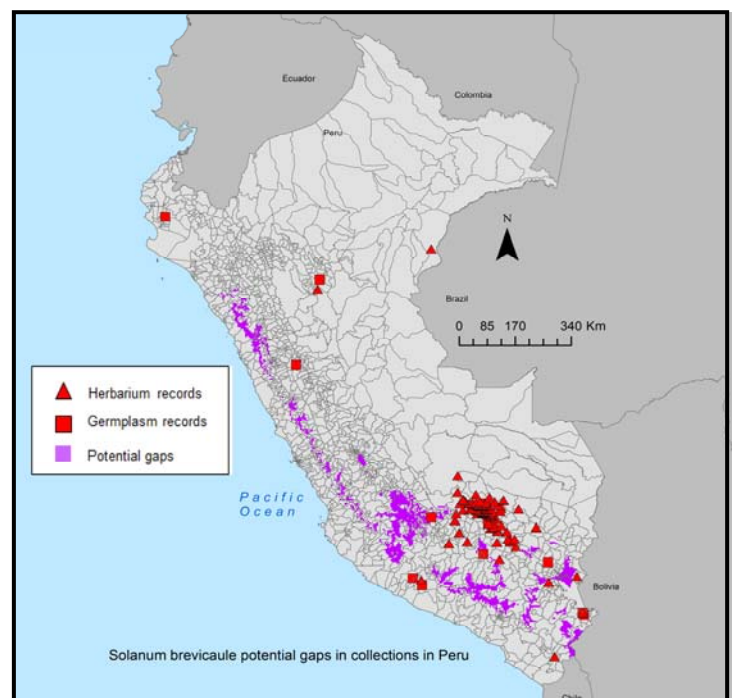 Ecuador
Colombia
Peru
N
Brazil
0 85 170 340 Km
Herbarium records
Germplasm records
Potential gaps
Pacific
Ocean
Bolivia
Solanum brevicaule potential gaps in collections in Peru
Chile